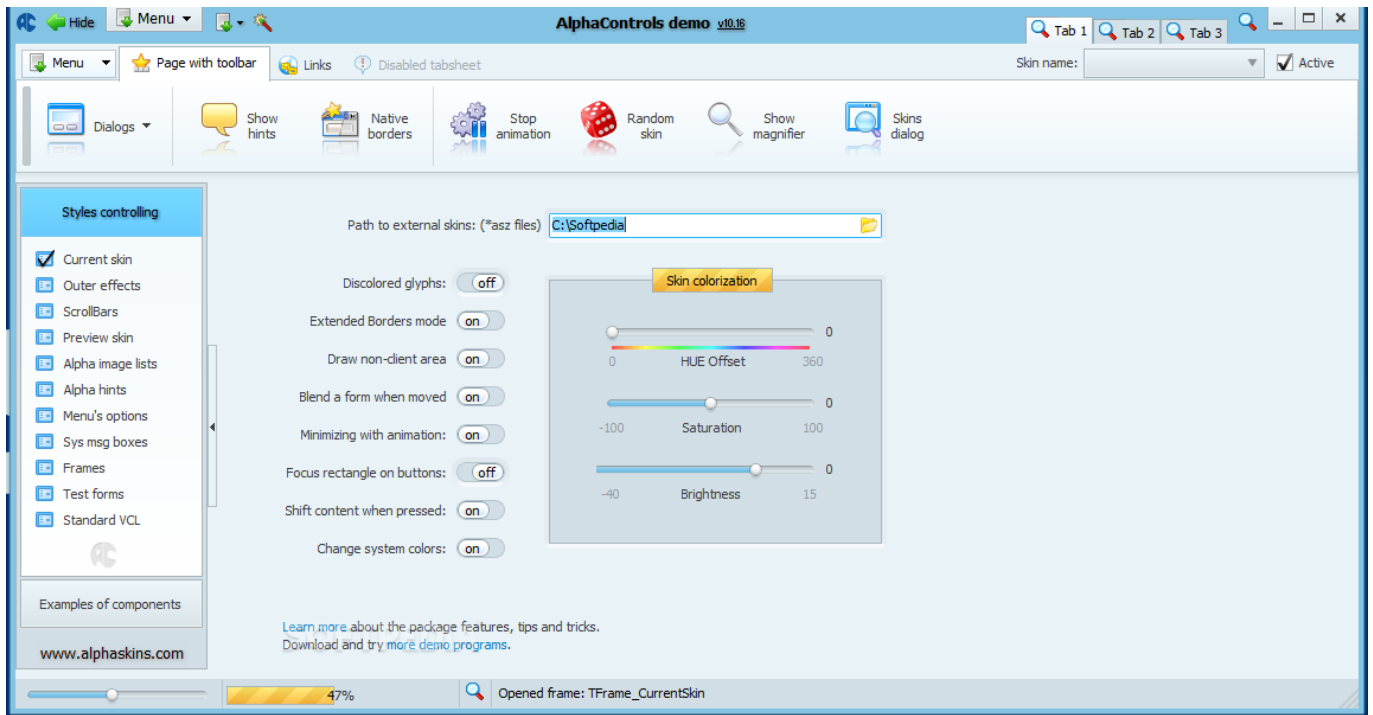 Hide
Menu
AlphaControls demo v10.16
Tab 1
Tab 2
Tab 3
Menu
Page with toolbar
Links
Disabled tabsheet
Skin name:
Active
Dialogs
Show
hints
Native
borders
Stop
animation
Random
skin
Show
magnifier
Skins
dialog
Styles controlling
Current skin
Outer effects
ScrollBars
Preview skin
Alpha image lists
Alpha hints
Menu's options
Sys msg boxes
Frames
Test forms
Standard VCL
Examples of components
www.alphaskins.com
Path to external skins: (*asz files)
C:\Softpedia
Discolored glyphs: off
Extended Borders mode on
Draw non-client area on
Blend a form when moved on
Minimizing with animation: on
Focus rectangle on buttons: off
Shift content when pressed: on
Change system colors: on
Skin colorization
0
0 HUE Offset 360
0
-100 Saturation 100
0
-40 Brightness 15
Learn more about the package features, tips and tricks.
Download and try more demo programs.
47%
Opened frame: TFrame_CurrentSkin